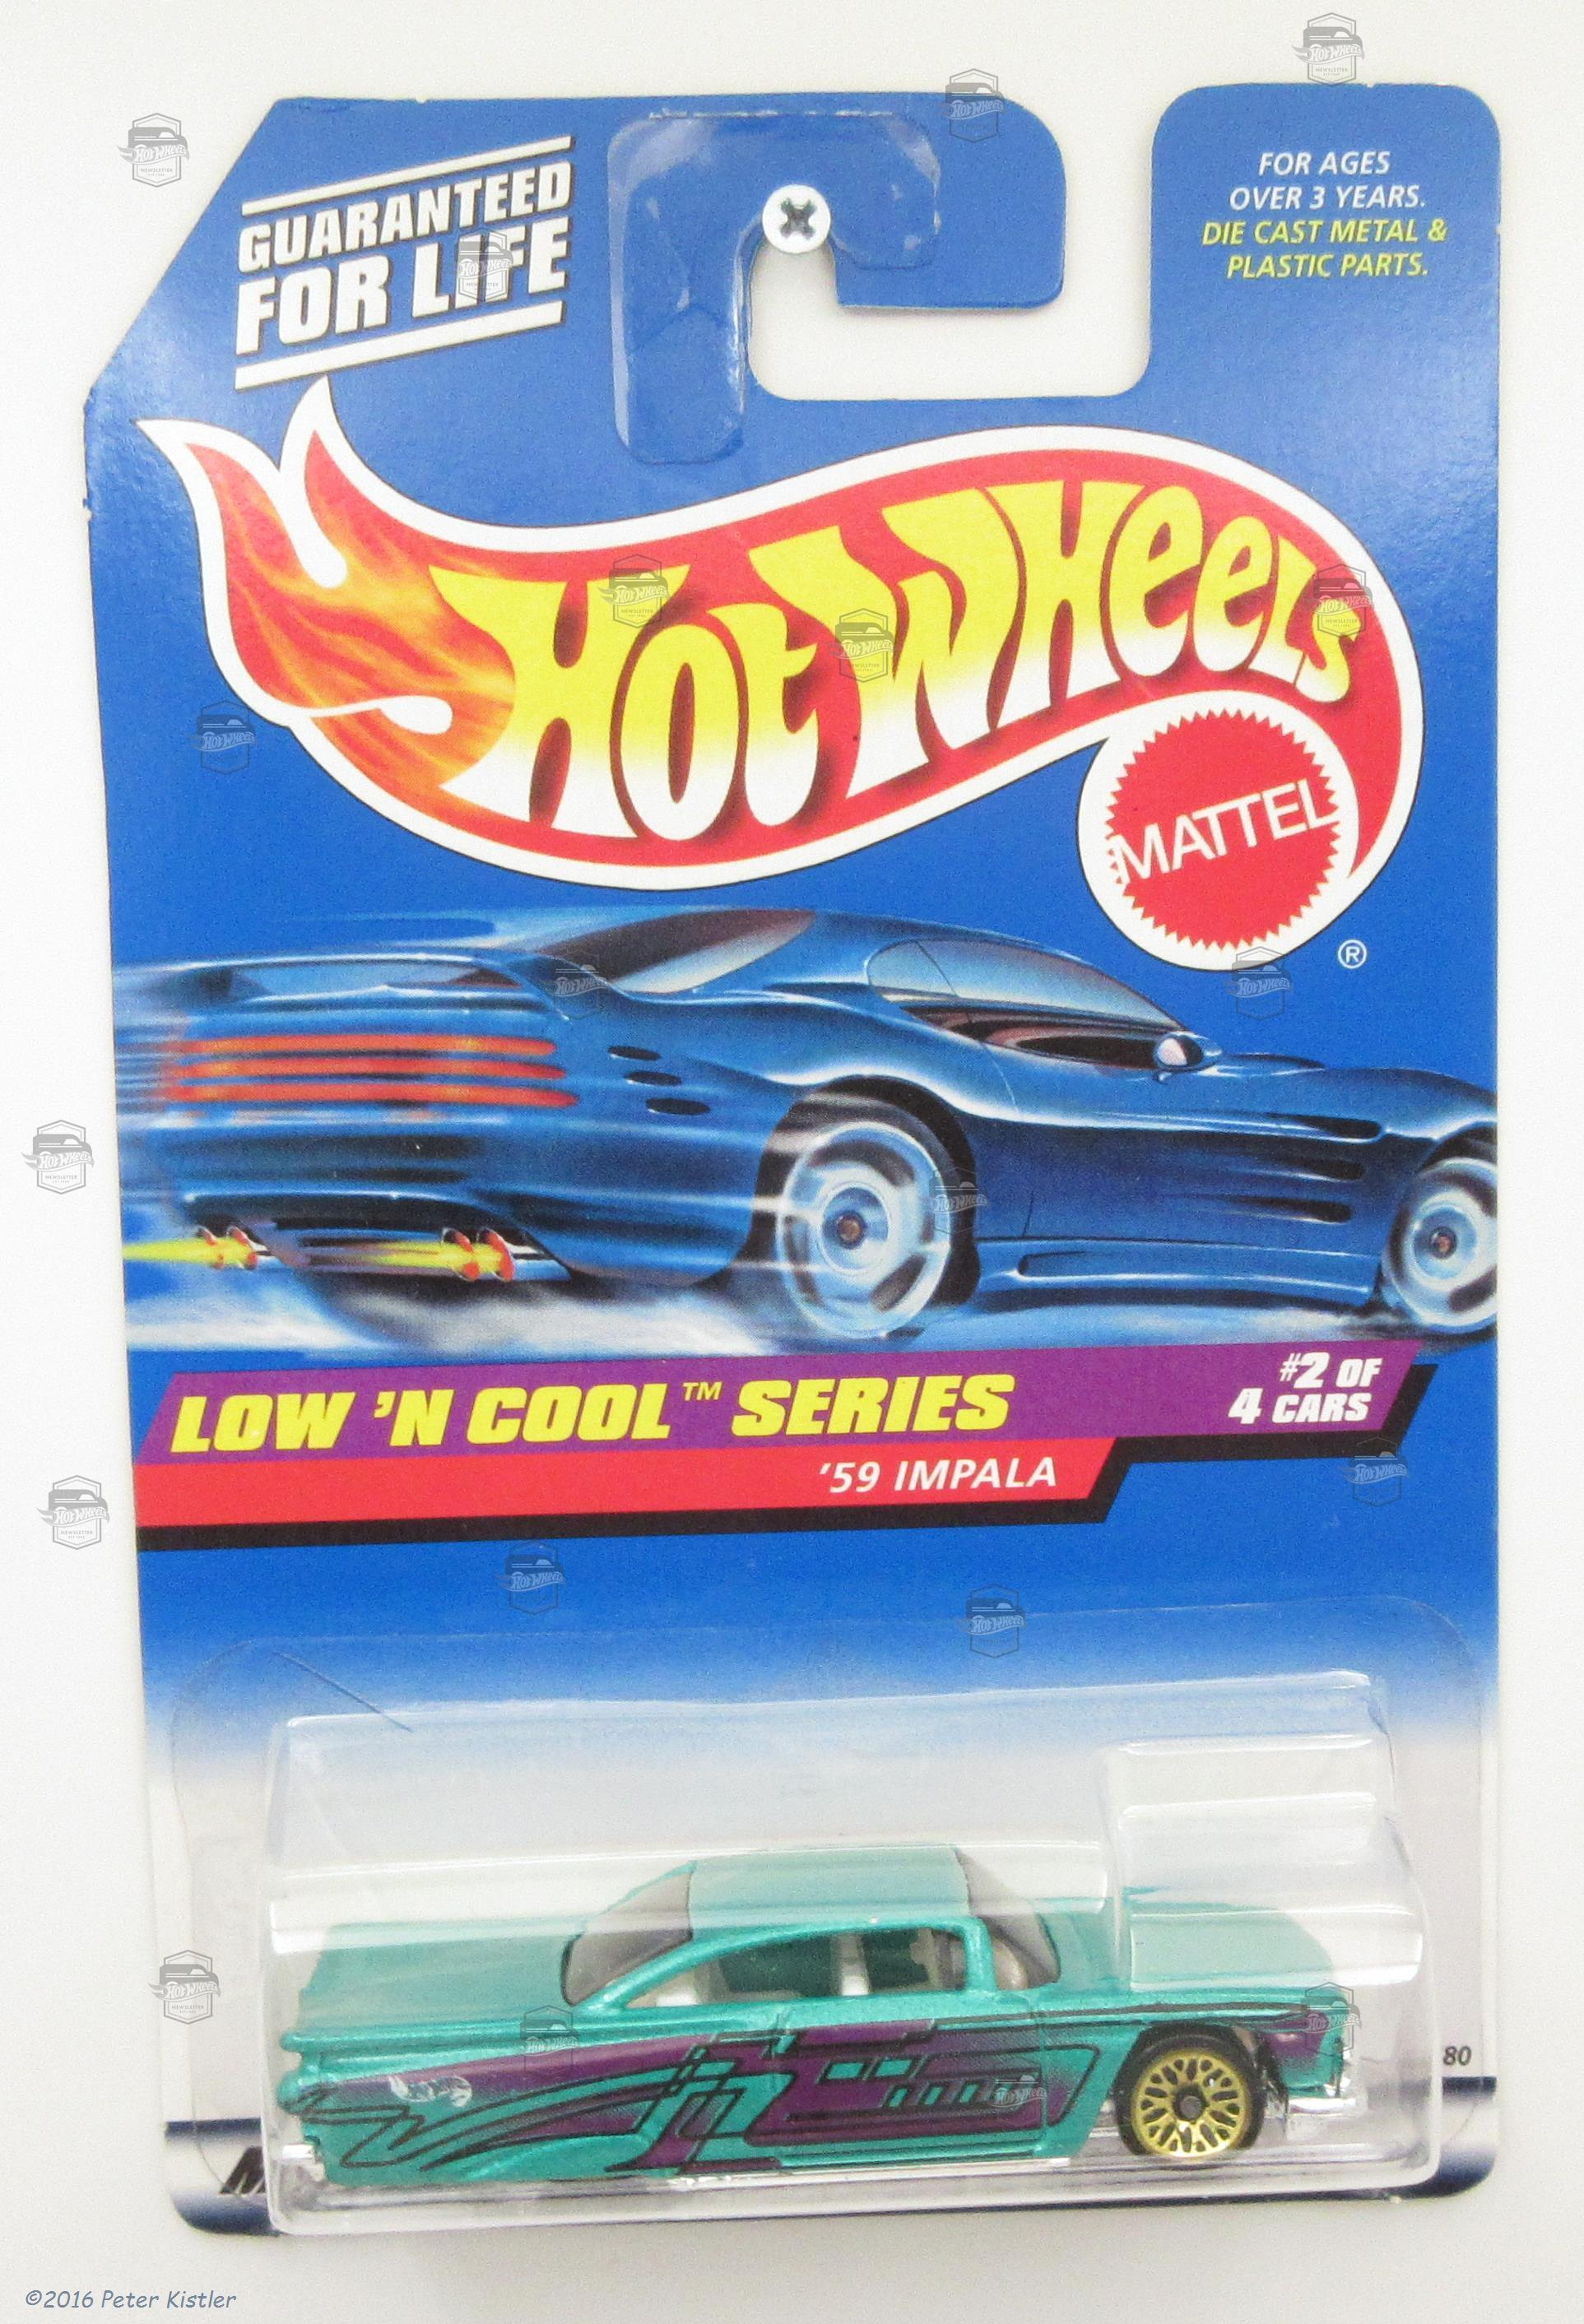 GUARANTEED
FOR LIFE
FOR AGES
OVER 3 YEARS.
DIE CAST METAL &
PLASTIC PARTS.
HOT WHEELS
MATTEL
®
LOW 'N COOL™ SERIES
#2 OF
4 CARS
'59 IMPALA
80
©2016 Peter Kistler